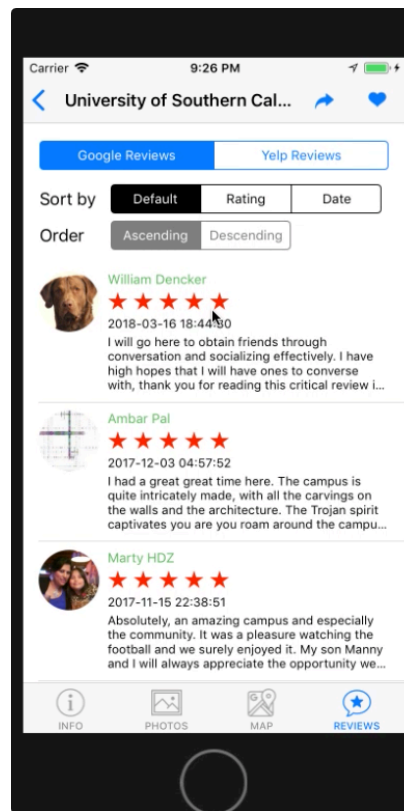 Carrier 9:26 PM
University of Southern Cal...
Google Reviews Yelp Reviews
Sort by Default Rating Date
Order Ascending Descending
William Dencker
2018-03-16 18:44:30
I will go here to obtain friends through
conversation and socializing effectively. I have
high hopes that I will have ones to converse
with, thank you for reading this critical review i...
Ambar Pal
2017-12-03 04:57:52
I had a great great time here. The campus is
quite intricately made, with all the carvings on
the walls and the architecture. The Trojan spirit
captivates you are you roam around the campu...
Marty HDZ
2017-11-15 22:38:51
Absolutely, an amazing campus and especially
the community. It was a pleasure watching the
football and we surely enjoyed it. My son Manny
and I will always appreciate the opportunity we...
INFO PHOTOS MAP REVIEWS